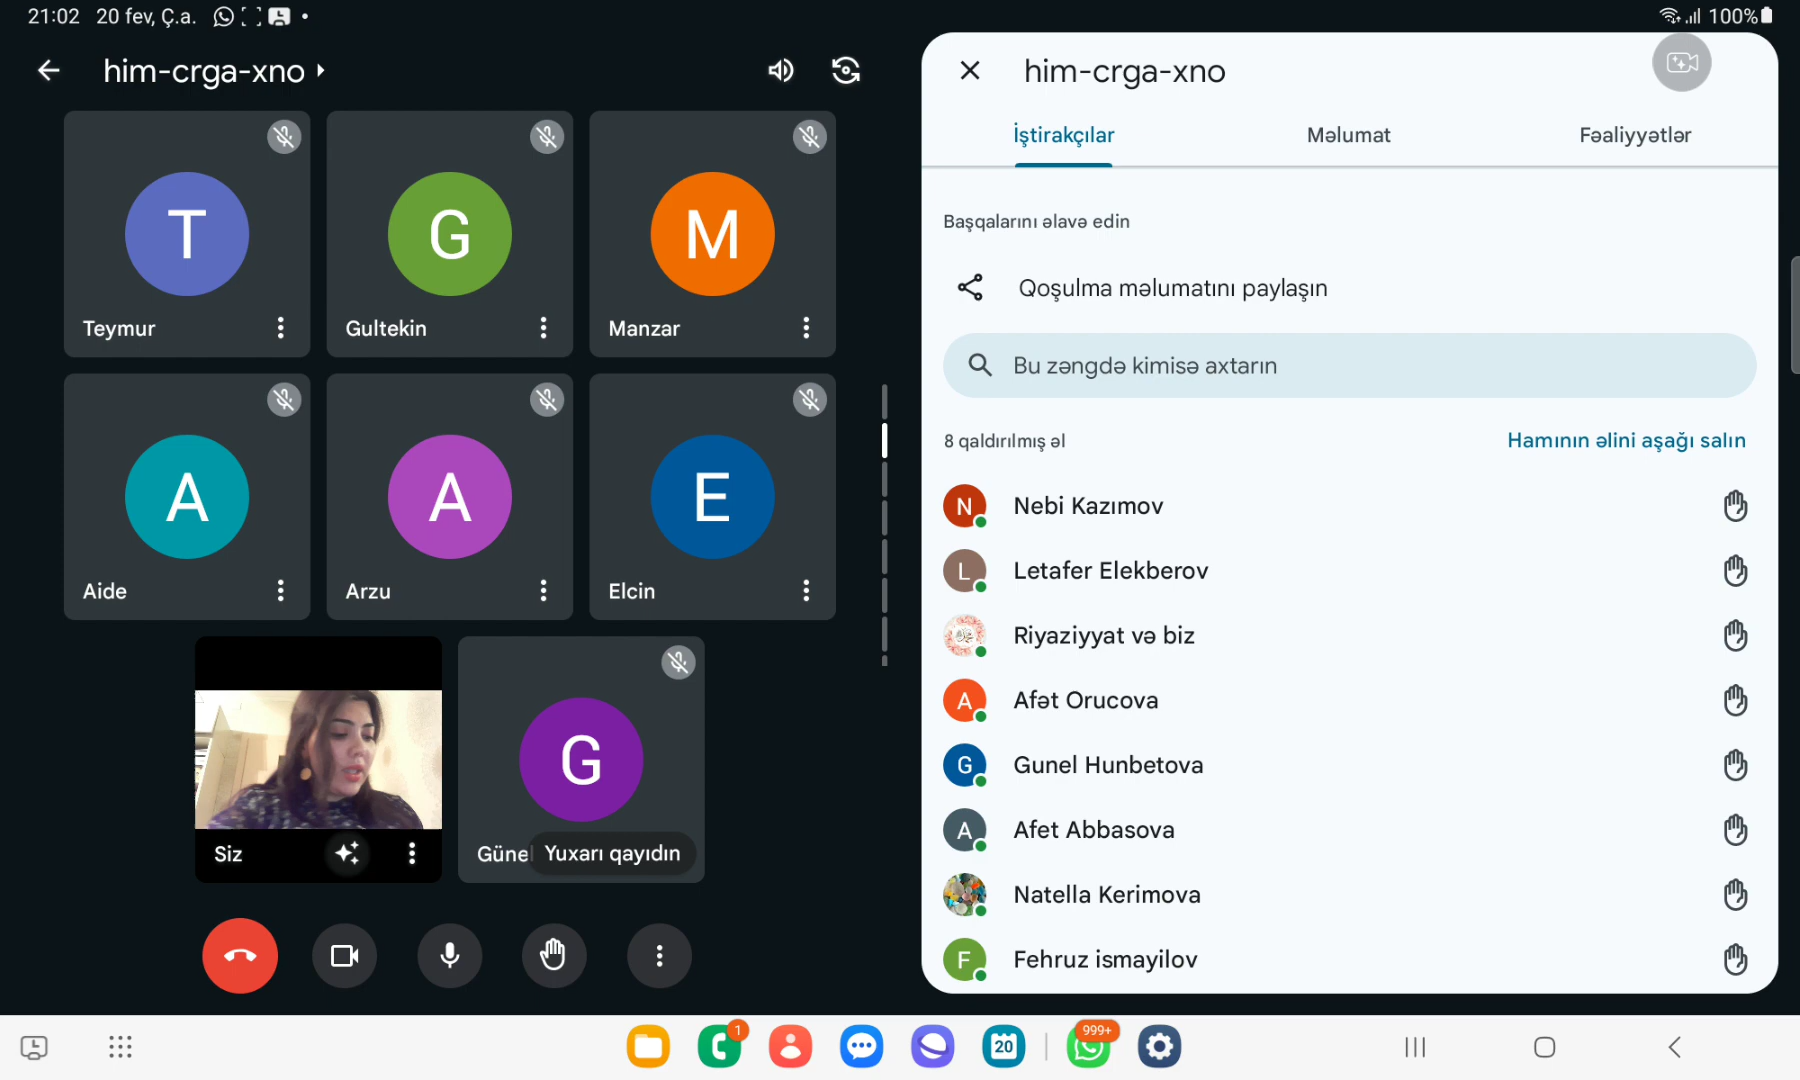 21:02 20 fev, Ç.a.
100%
him-crga-xno
T
Teymur
G
Gultekin
M
Manzar
A
Aide
A
Arzu
E
Elcin
Siz
G
Güne
Yuxarı qayıdın
him-crga-xno
İştirakçılar
Məlumat
Fəaliyyətlər
Başqalarını əlavə edin
Qoşulma məlumatını paylaşın
Bu zəngdə kimisə axtarın
8 qaldırılmış əl
Hamının əlini aşağı salın
N Nebi Kazımov
L Letafer Elekberov
Riyaziyyat və biz
A Afət Orucova
G Gunel Hunbetova
A Afet Abbasova
Natella Kerimova
F Fehruz ismayilov
1
20
999+